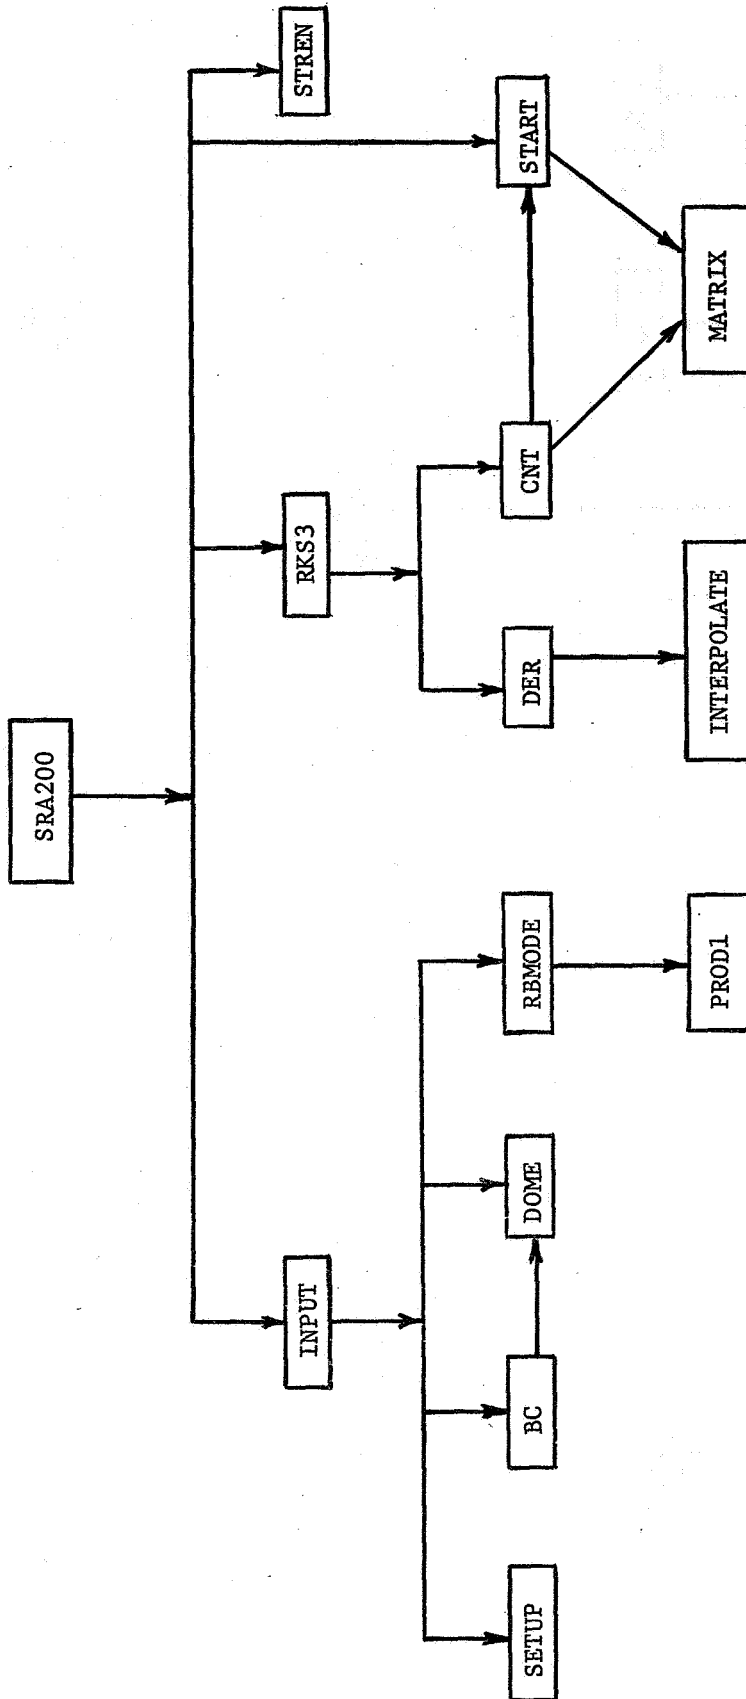 SRA200
INPUT
RKS3
STREN
SETUP
BC
DOME
RBMODE
DER
CNT
START
PROD1
INTERPOLATE
MATRIX